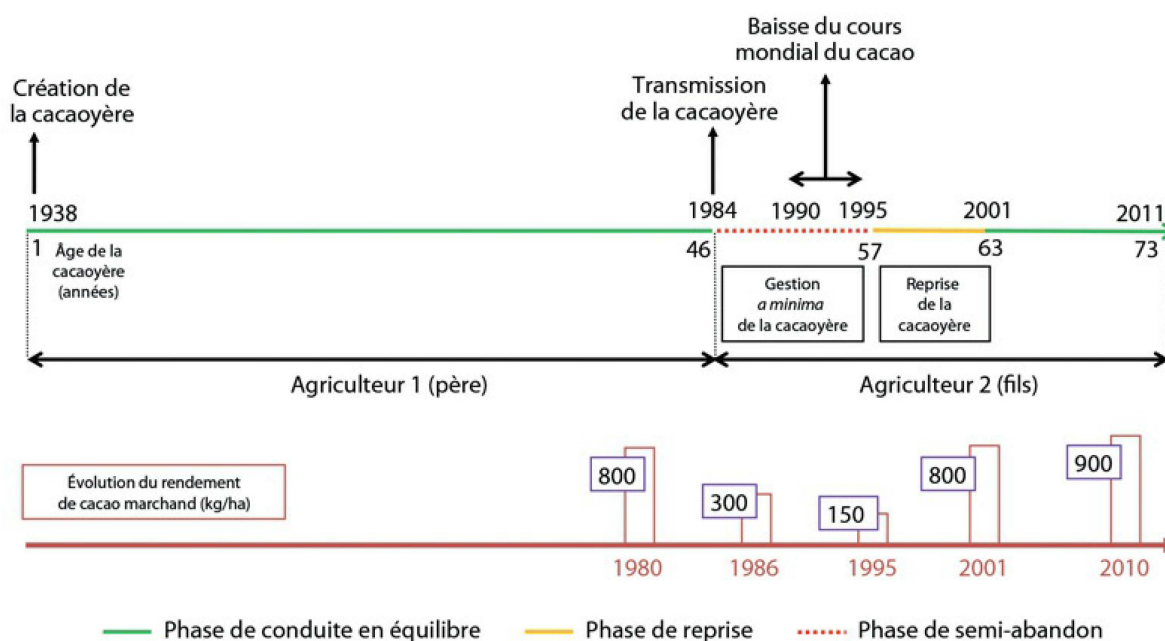 Baisse du cours
mondial du cacao
Création de
la cacaoyère
Transmission
de la cacaoyère
1938
1984
1990
1995
2001
2011
1
Âge de la
cacaoyère
(années)
46
57
63
73
Gestion
a minima
de la cacaoyère
Reprise
de la
cacaoyère
Agriculteur 1 (père)
Agriculteur 2 (fils)
Évolution du rendement
de cacao marchand (kg/ha)
800
300
150
800
900
1980
1986
1995
2001
2010
Phase de conduite en équilibre
Phase de reprise
Phase de semi-abandon